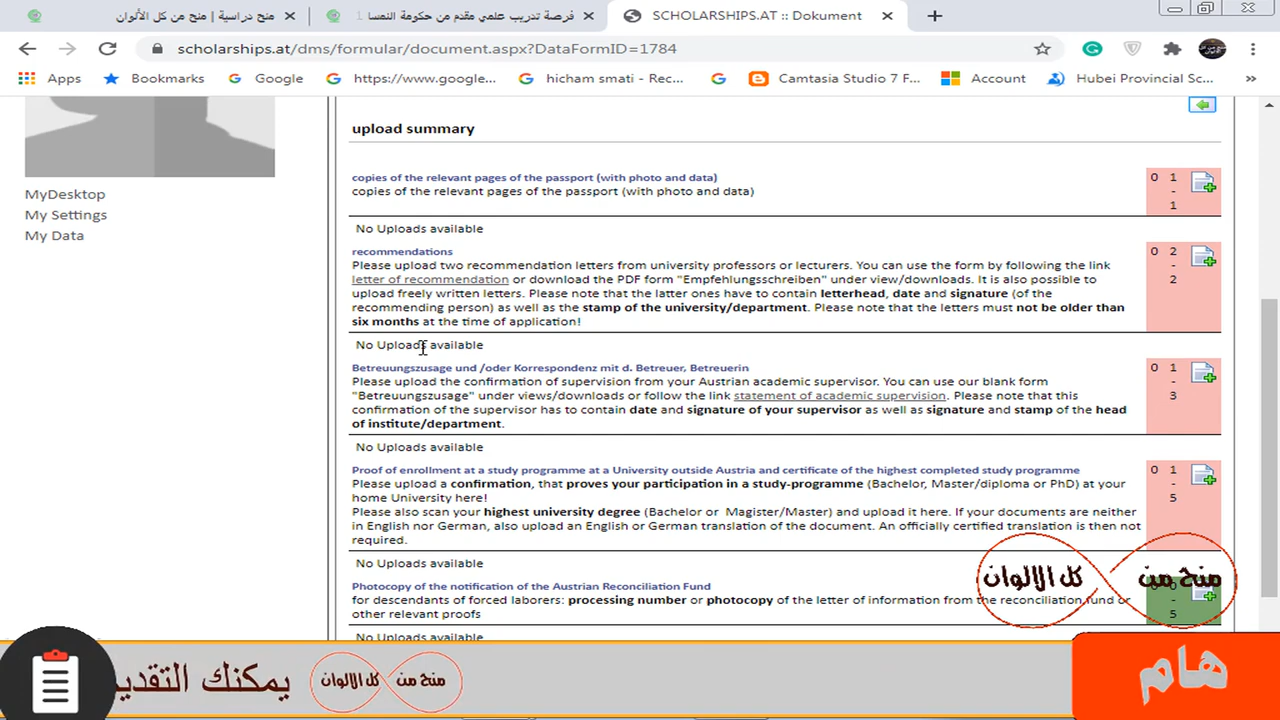 منح دراسية | منح من كل الألوان
فرصة تدريب علمي مقدم من حكومة النمسا 1
SCHOLARSHIPS.AT :: Dokument
scholarships.at/dms/formular/document.aspx?DataFormID=1784
Apps Bookmarks Google https://www.google... hicham smati - Rec... Camtasia Studio 7 F... Account Hubei Provincial Sc... »
MyDesktop
My Settings
My Data
upload summary
copies of the relevant pages of the passport (with photo and data)
copies of the relevant pages of the passport (with photo and data)
0 1 - 1
No Uploads available
recommendations
Please upload two recommendation letters from university professors or lecturers. You can use the form by following the link
letter of recommendation or download the PDF form "Empfehlungsschreiben" under view/downloads. It is also possible to
upload freely written letters. Please note that the latter ones have to contain letterhead, date and signature (of the
recommending person) as well as the stamp of the university/department. Please note that the letters must not be older than
six months at the time of application!
0 2 - 2
No Uploads available
Betreuungszusage und /oder Korrespondenz mit d. Betreuer, Betreuerin
Please upload the confirmation of supervision from your Austrian academic supervisor. You can use our blank form
"Betreuungszusage" under views/downloads or follow the link statement of academic supervision. Please note that this
confirmation of the supervisor has to contain date and signature of your supervisor as well as signature and stamp of the head
of institute/department.
0 1 - 3
No Uploads available
Proof of enrollment at a study programme at a University outside Austria and certificate of the highest completed study programme
Please upload a confirmation, that proves your participation in a study-programme (Bachelor, Master/diploma or PhD) at your
home University here!
Please also scan your highest university degree (Bachelor or Magister/Master) and upload it here. If your documents are neither
in English nor German, also upload an English or German translation of the document. An officially certified translation is then not
required.
0 1 - 5
No Uploads available
Photocopy of the notification of the Austrian Reconciliation Fund
for descendants of forced laborers: processing number or photocopy of the letter of information from the reconciliation fund or
other relevant proofs
- 5
No Uploads available
منح من كل الالوان
يمكنك التقديم
منح من كل الالوان
هام